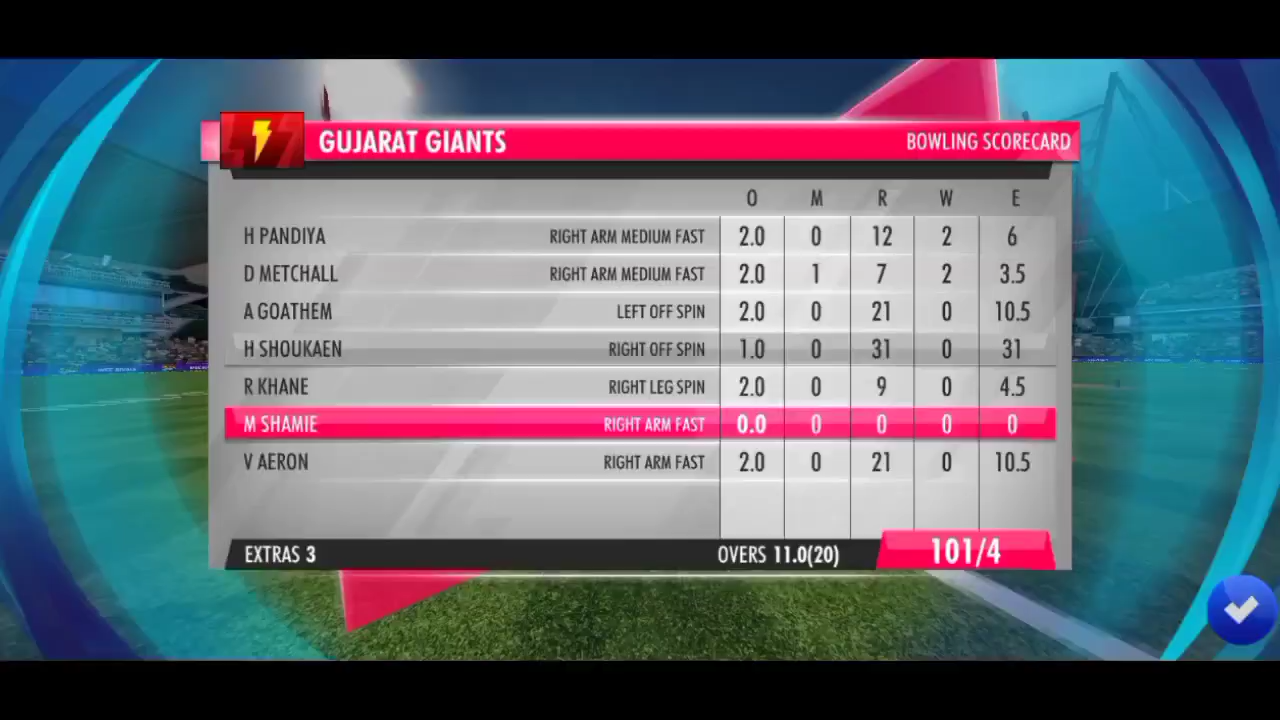 GUJARAT GIANTS BOWLING SCORECARD
O M R W E
H PANDIYA RIGHT ARM MEDIUM FAST 2.0 0 12 2 6
D METCHALL RIGHT ARM MEDIUM FAST 2.0 1 7 2 3.5
A GOATHEM LEFT OFF SPIN 2.0 0 21 0 10.5
H SHOUKAEN RIGHT OFF SPIN 1.0 0 31 0 31
R KHANE RIGHT LEG SPIN 2.0 0 9 0 4.5
M SHAMIE RIGHT ARM FAST 0.0 0 0 0 0
V AERON RIGHT ARM FAST 2.0 0 21 0 10.5
EXTRAS 3 OVERS 11.0(20) 101/4